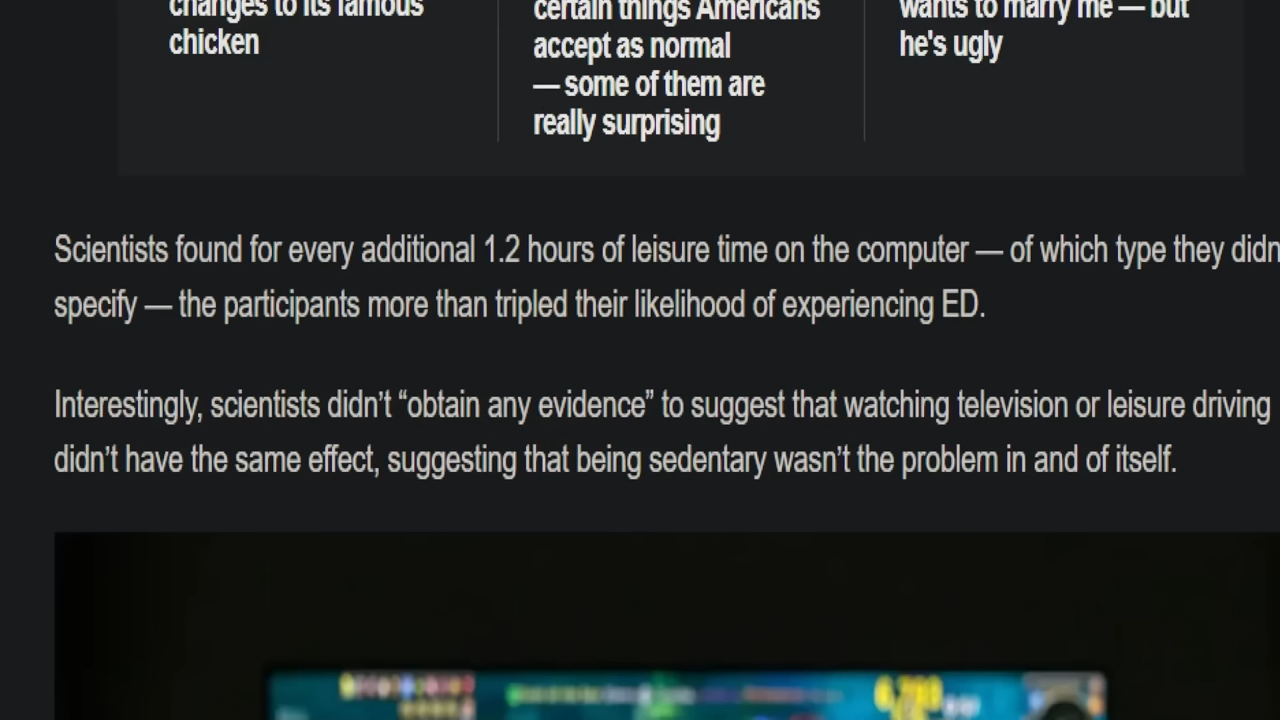 changes to its famous
chicken
certain things Americans
accept as normal
— some of them are
really surprising
wants to marry me — but
he's ugly
Scientists found for every additional 1.2 hours of leisure time on the computer — of which type they didn
specify — the participants more than tripled their likelihood of experiencing ED.
Interestingly, scientists didn’t “obtain any evidence” to suggest that watching television or leisure driving
didn’t have the same effect, suggesting that being sedentary wasn’t the problem in and of itself.